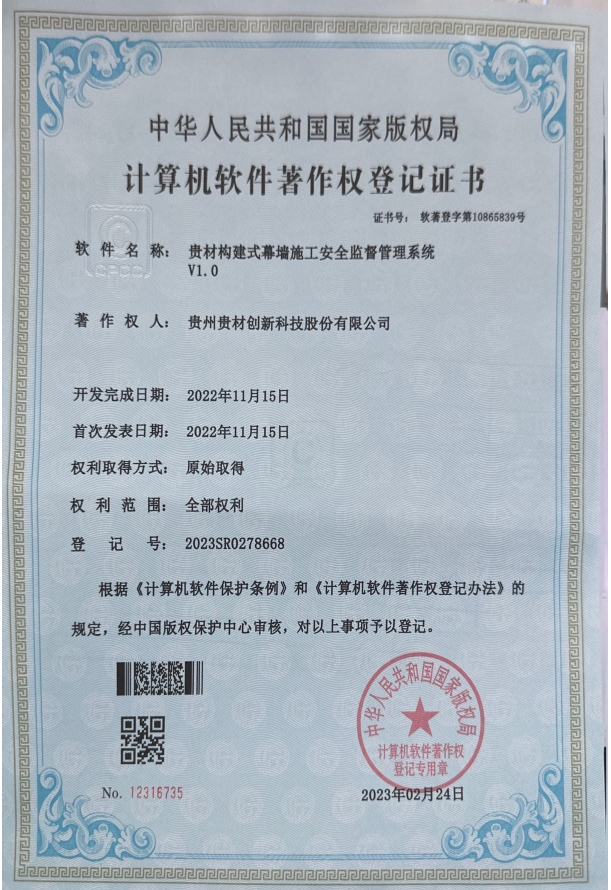 中华人民共和国国家版权局
计算机软件著作权登记证书
证书号： 软著登字第10865839号
CPCC
软件名称： 贵材构建式幕墙施工安全监督管理系统
V1.0
著作权人： 贵州贵材创新科技股份有限公司
开发完成日期： 2022年11月15日
首次发表日期： 2022年11月15日
权利取得方式： 原始取得
权利范围： 全部权利
登记号： 2023SR0278668
根据《计算机软件保护条例》和《计算机软件著作权登记办法》的
规定，经中国版权保护中心审核，对以上事项予以登记。
中华人民共和国国家版权局
计算机软件著作权
登记专用章
No. 12316735
2023年02月24日